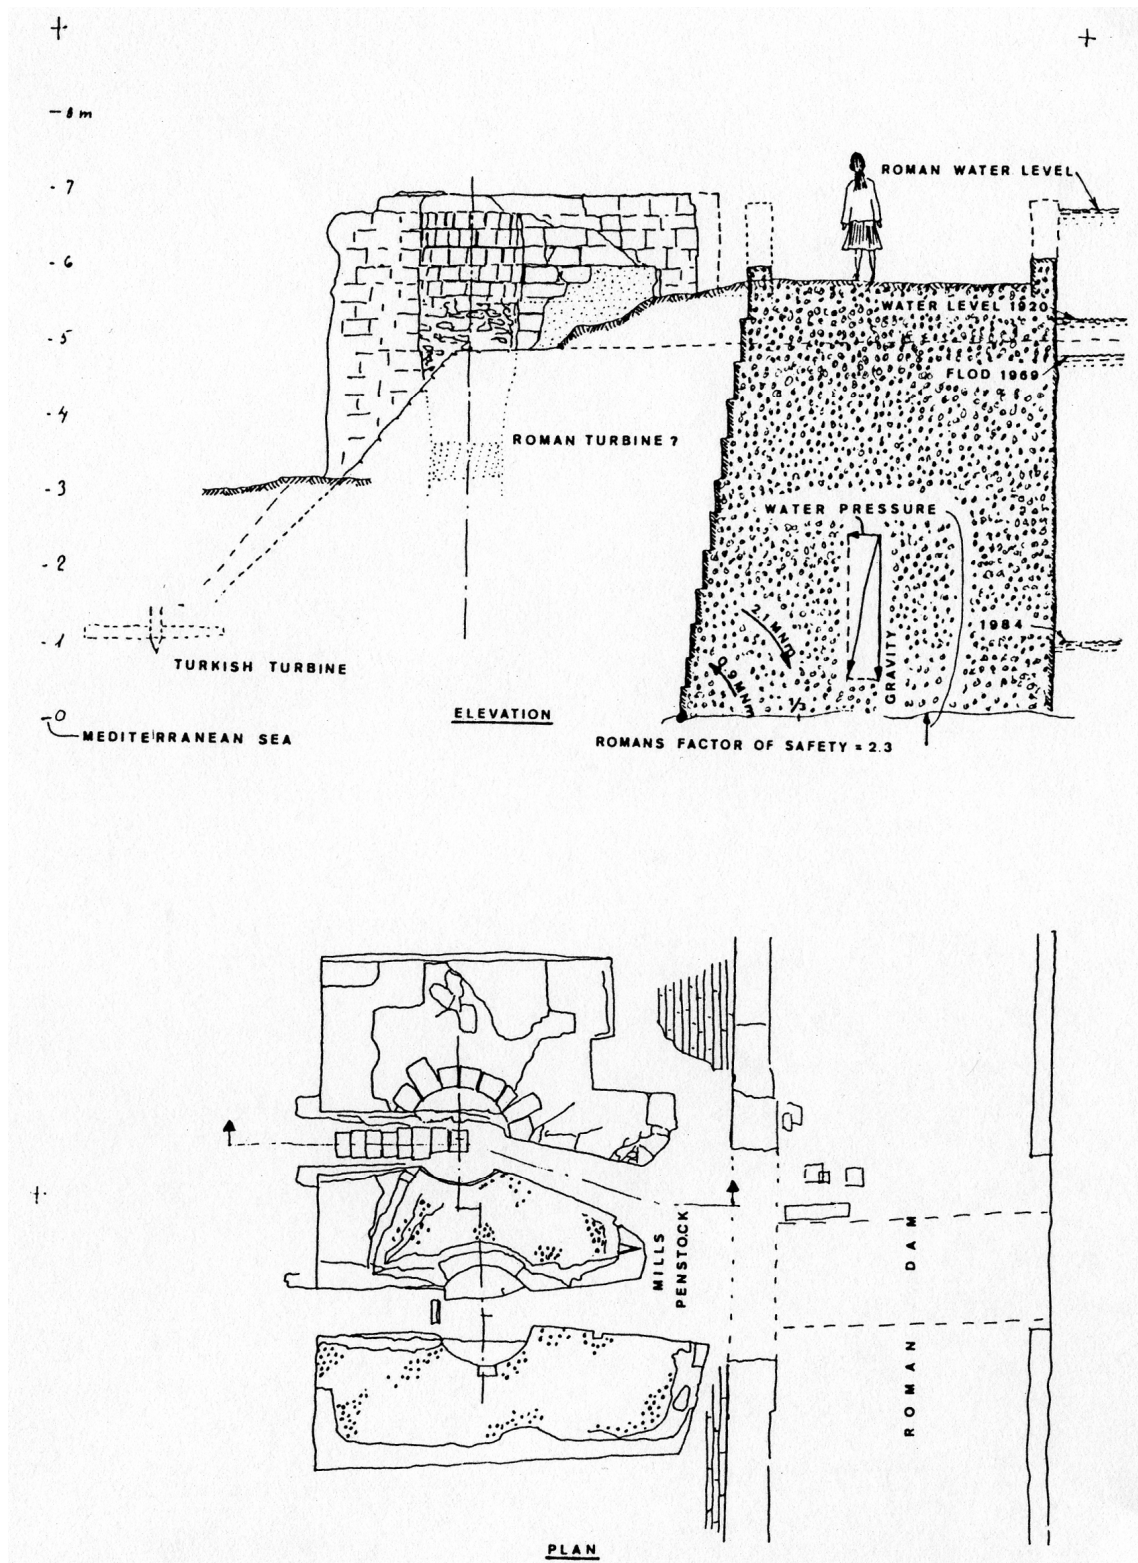 - 8 m
- 7
- 6
- 5
- 4
- 3
- 2
- 1
- 0
ROMAN WATER LEVEL
WATER LEVEL 1920
FLOD 1969
ROMAN TURBINE ?
WATER PRESSURE
2.1 MNm
0.9 MNm
GRAVITY
1984
1/3
TURKISH TURBINE
ELEVATION
MEDITERRANEAN SEA
ROMANS FACTOR OF SAFETY = 2.3
MILLS
PENSTOCK
ROMAN DAM
PLAN